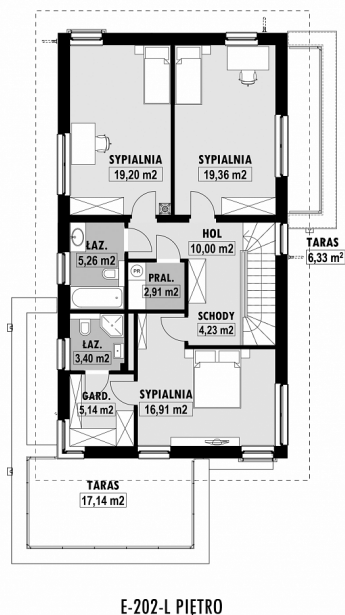 SYPIALNIA
19,20 m2
SYPIALNIA
19,36 m2
HOL
10,00 m2
ŁAZ.
5,26 m2
TARAS
6,33 m2
PR
PRAL.
2,91 m2
SCHODY
4,23 m2
ŁAZ.
3,40 m2
GARD.
5,14 m2
SYPIALNIA
16,91 m2
TARAS
17,14 m2
E-202-L PIĘTRO